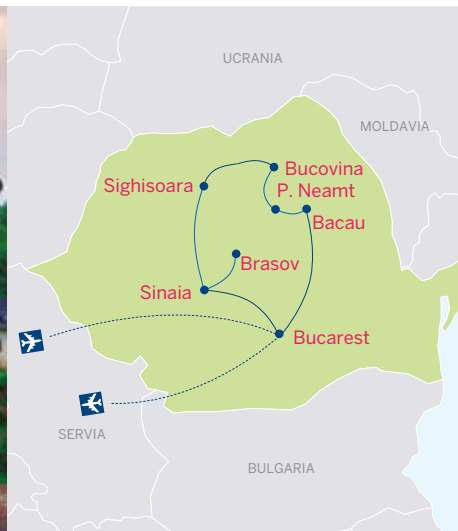 UCRANIA
MOLDAVIA
Bucovina
Sighisoara
P. Neamt
Bacau
Brasov
Sinaia
Bucarest
SERVIA
BULGARIA